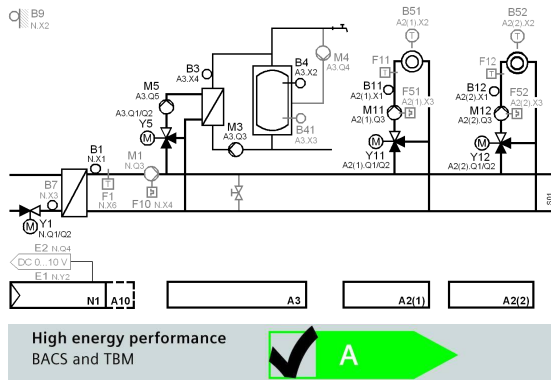 B9
N.X2
B51
A2(1).X2
T
B52
A2(2).X2
T
B3
A3.X4
B4
A3.X2
M4
A3.Q4
F11
T
F12
T
M5
A3.Q5
B11
A2(1).X1
F51
A2(1).X3
B12
A2(2).X1
F52
A2(2).X3
A3.Q1/Q2
Y5
M
B41
A3.X3
M11
A2(1).Q3
M12
A2(2).Q3
M3
A3.Q3
M
Y11
A2(1).Q1/Q2
M
Y12
A2(2).Q1/Q2
B1
N.X1
M1
N.Q3
B7
N.X3
T
F1
N.X6
F10 N.X4
S01
M
Y1
N.Q1/Q2
E2 N.Q4
DC 0...10 V
E1 N.Y2
N1
A10
A3
A2(1)
A2(2)
High energy performance
BACS and TBM
A